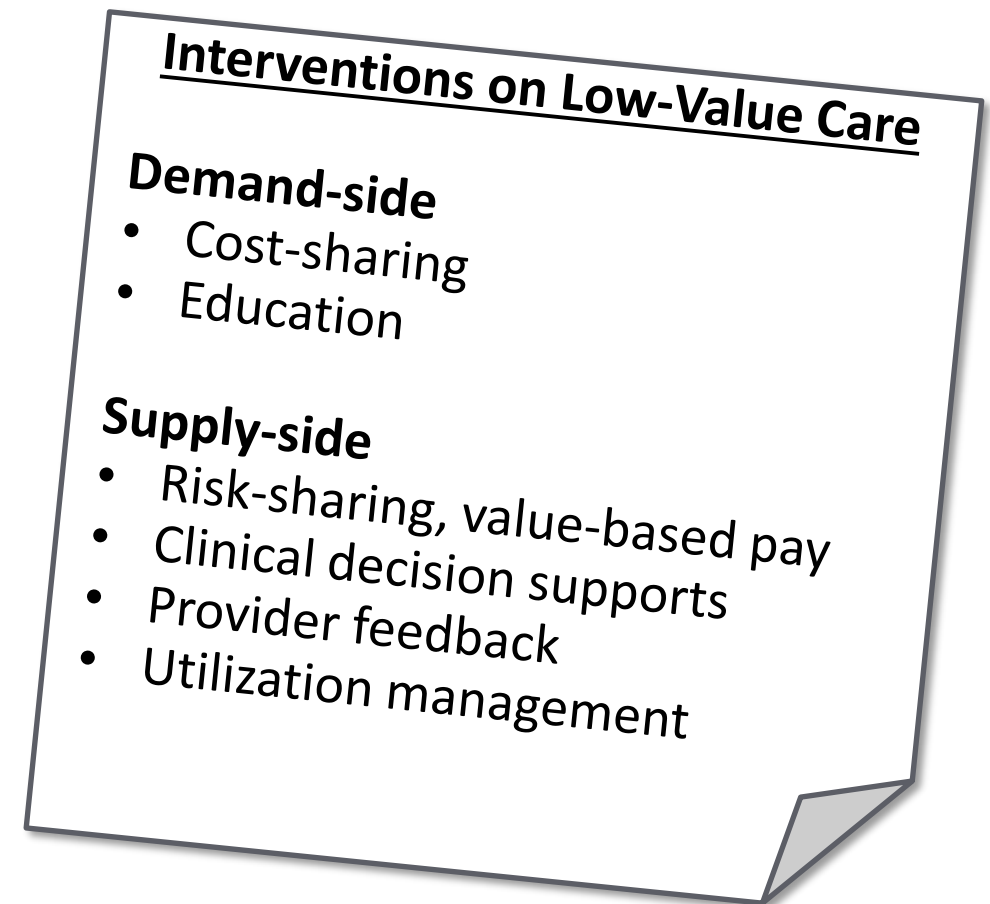 Interventions on Low-Value Care
Demand-side
• Cost-sharing
• Education
Supply-side
• Risk-sharing, value-based pay
• Clinical decision supports
• Provider feedback
• Utilization management